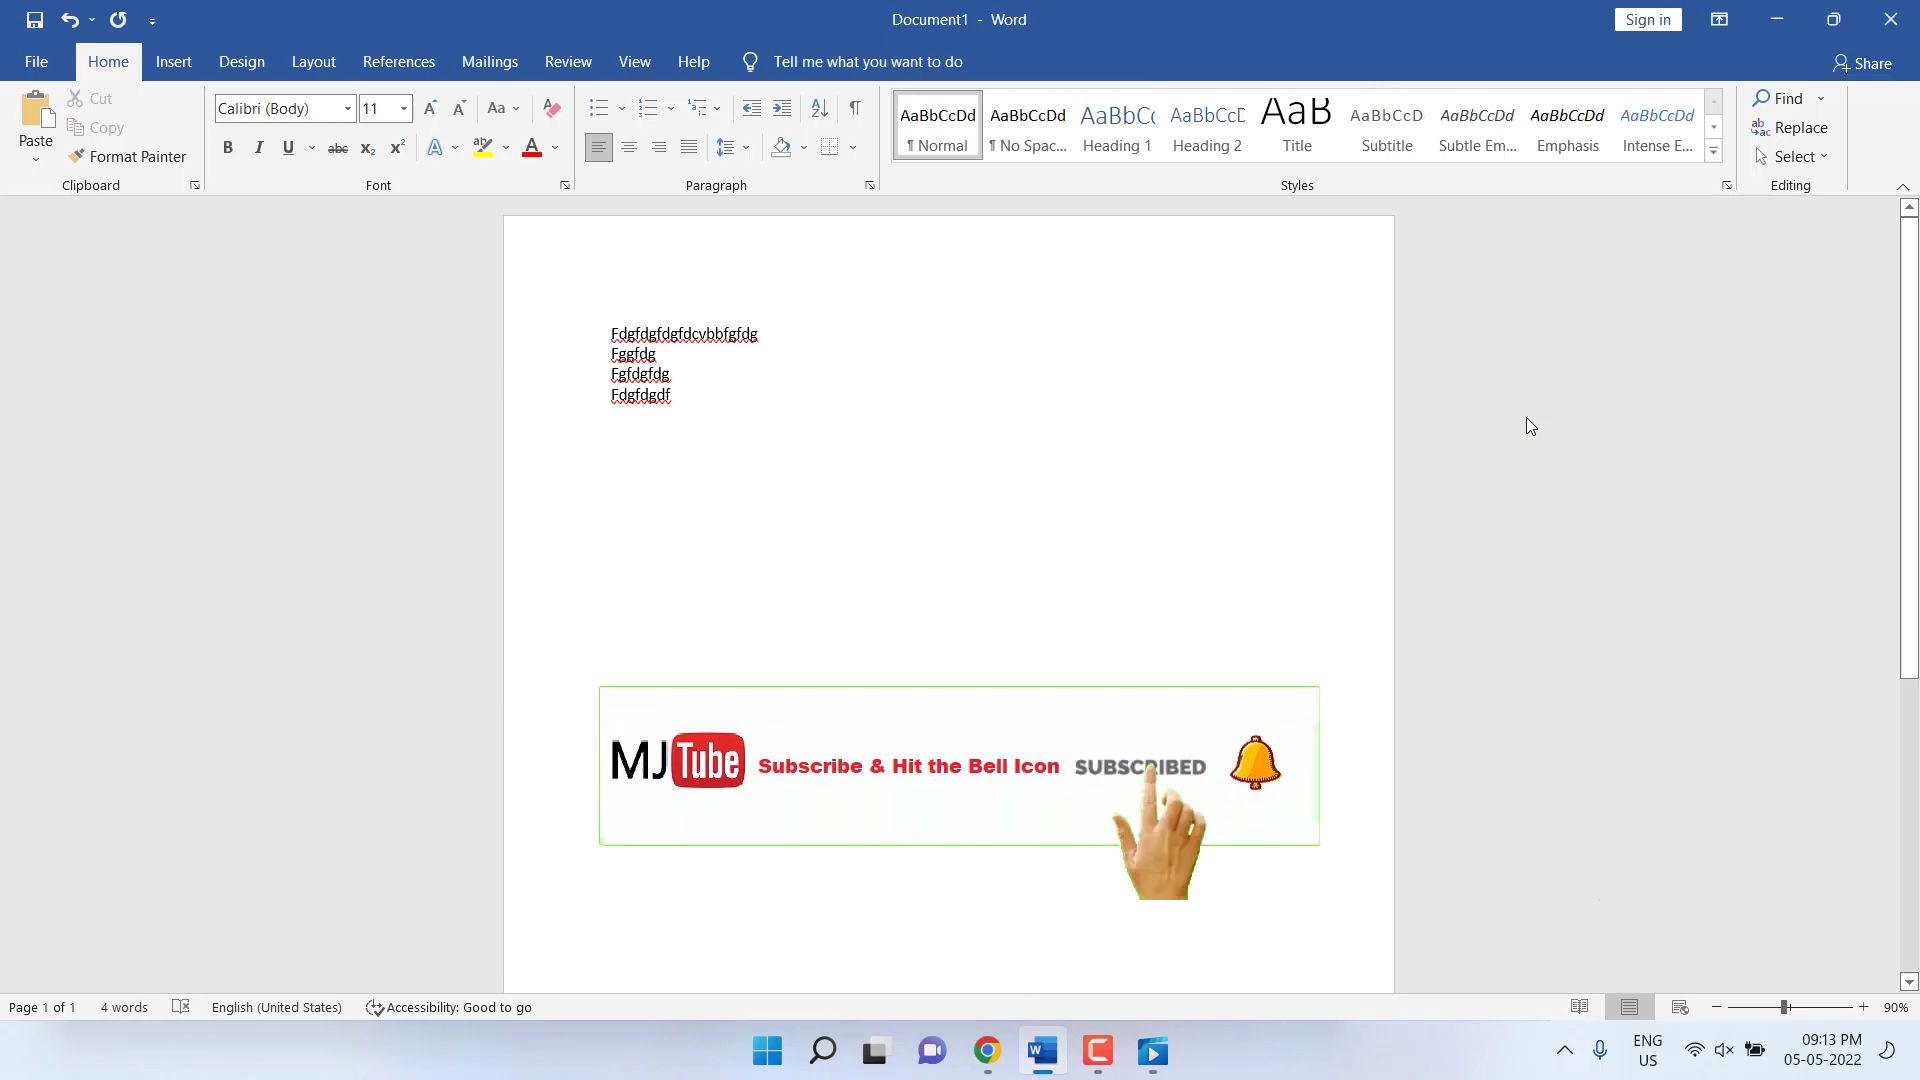 Document1 - Word
Sign in
File Home Insert Design Layout References Mailings Review View Help Tell me what you want to do Share
Paste
Cut
Copy
Format Painter
Clipboard
Calibri (Body) 11
Font
Paragraph
AaBbCcDd AaBbCcDd AaBbCc AaBbCcD AaB AaBbCcD AaBbCcDd AaBbCcDd AaBbCcDd
¶ Normal ¶ No Spac... Heading 1 Heading 2 Title Subtitle Subtle Em... Emphasis Intense E...
Styles
Find
Replace
Select
Editing
Fdgfdgfdgfdcvbbfgfdg
Fggfdg
Fgfdgfdg
Fdgfdgdf
MJTube Subscribe & Hit the Bell Icon SUBSCRIBED
Page 1 of 1 4 words English (United States) Accessibility: Good to go 90%
ENG
US
09:13 PM
05-05-2022